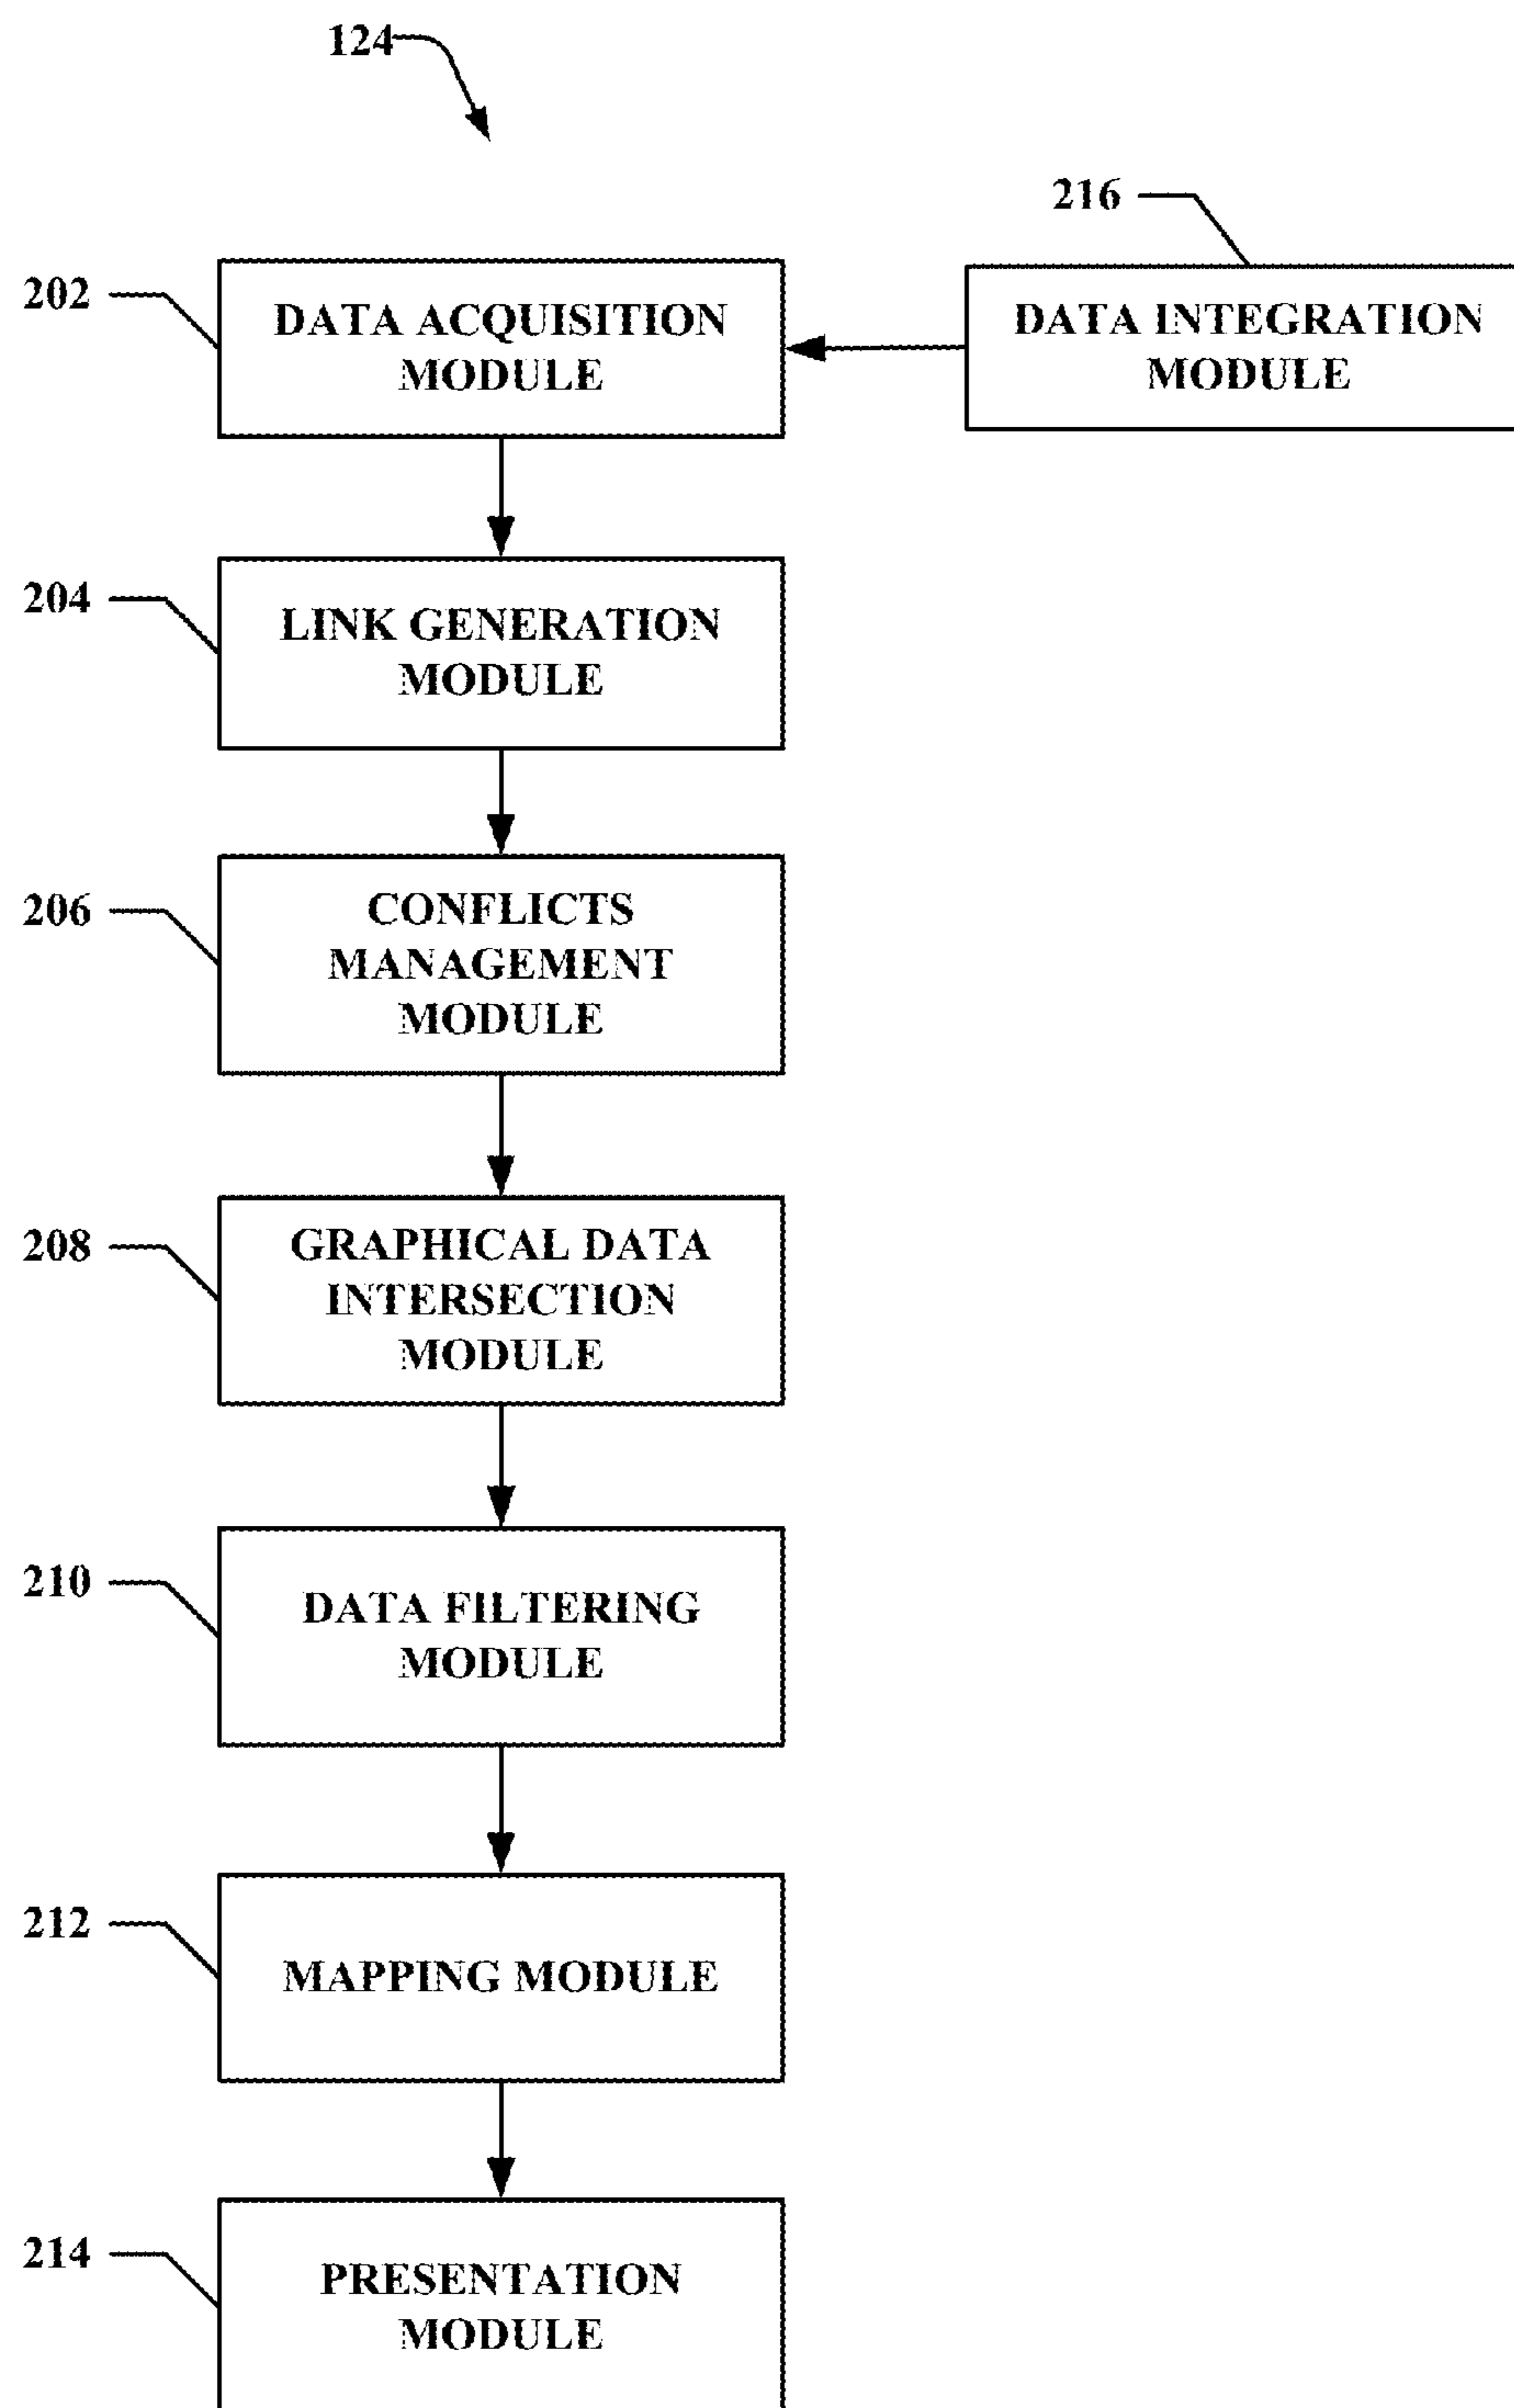 124
216
202
DATA ACQUISITION
MODULE
DATA INTEGRATION
MODULE
204
LINK GENERATION
MODULE
206
CONFLICTS
MANAGEMENT
MODULE
208
GRAPHICAL DATA
INTERSECTION
MODULE
210
DATA FILTERING
MODULE
212
MAPPING MODULE
214
PRESENTATION
MODULE